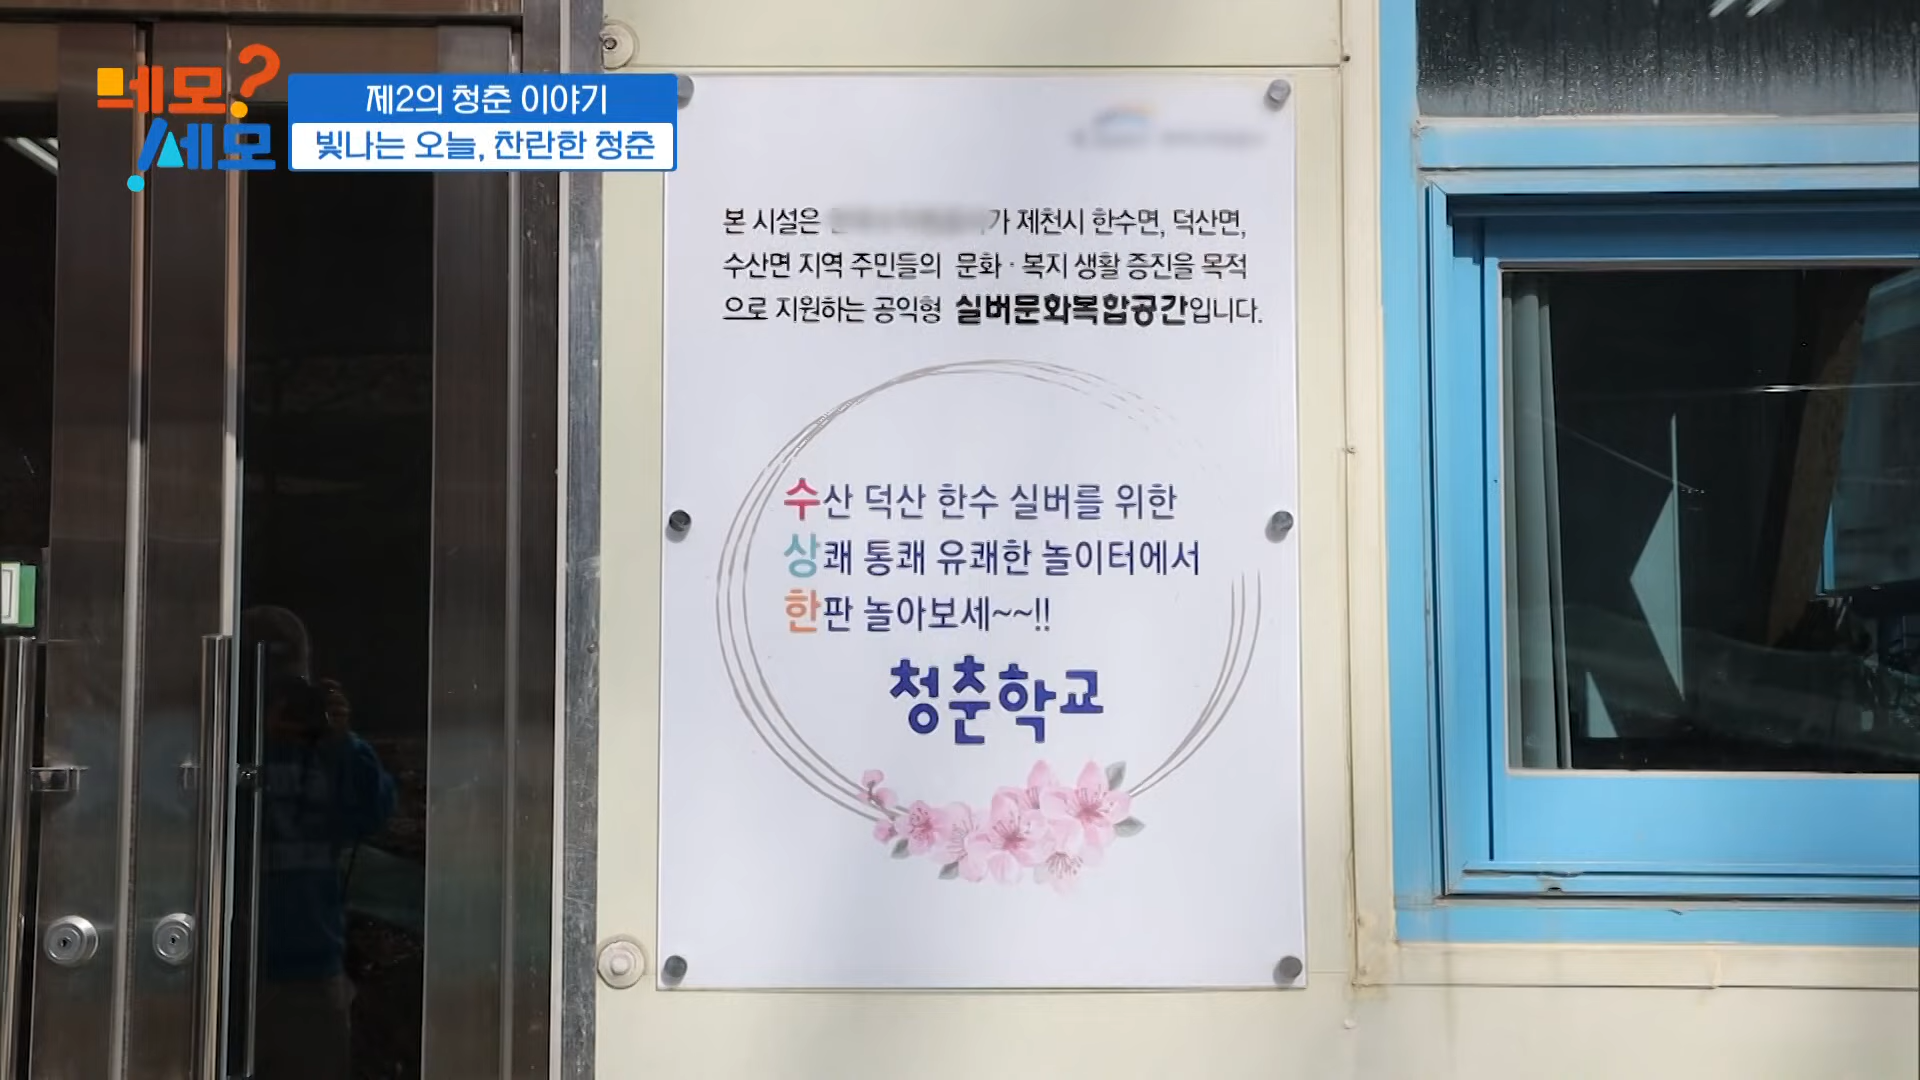 네모?
세모
제2의 청춘 이야기
빛나는 오늘, 찬란한 청춘
본 시설은 가 제천시 한수면, 덕산면,
수산면 지역 주민들의 문화·복지 생활 증진을 목적
으로 지원하는 공익형 실버문화복합공간입니다.
수산 덕산 한수 실버를 위한
상쾌 통쾌 유쾌한 놀이터에서
한판 놀아보세~~!!
청춘학교